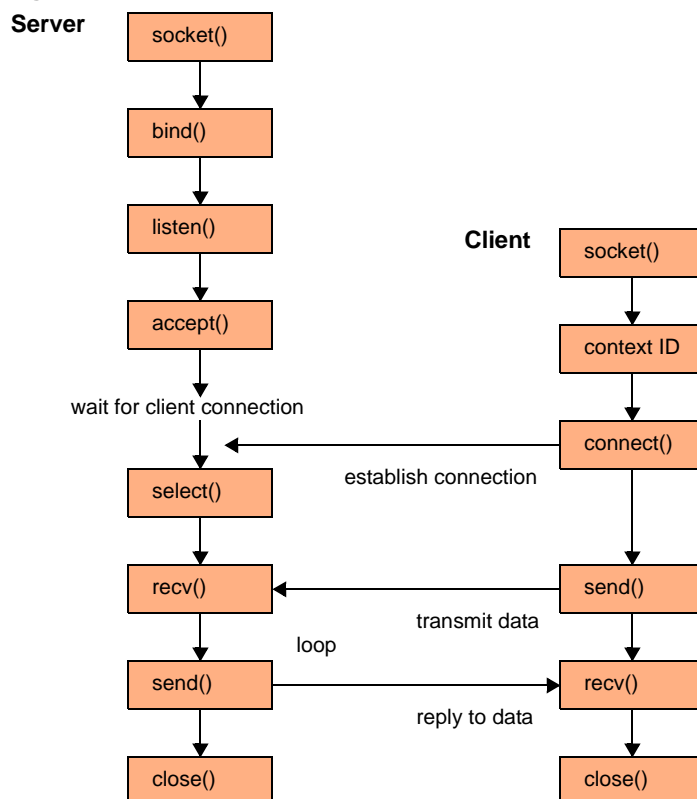 Server
socket()
bind()
listen()
accept()
wait for client connection
select()
recv()
loop
send()
close()
Client
socket()
context ID
connect()
establish connection
send()
transmit data
recv()
reply to data
close()